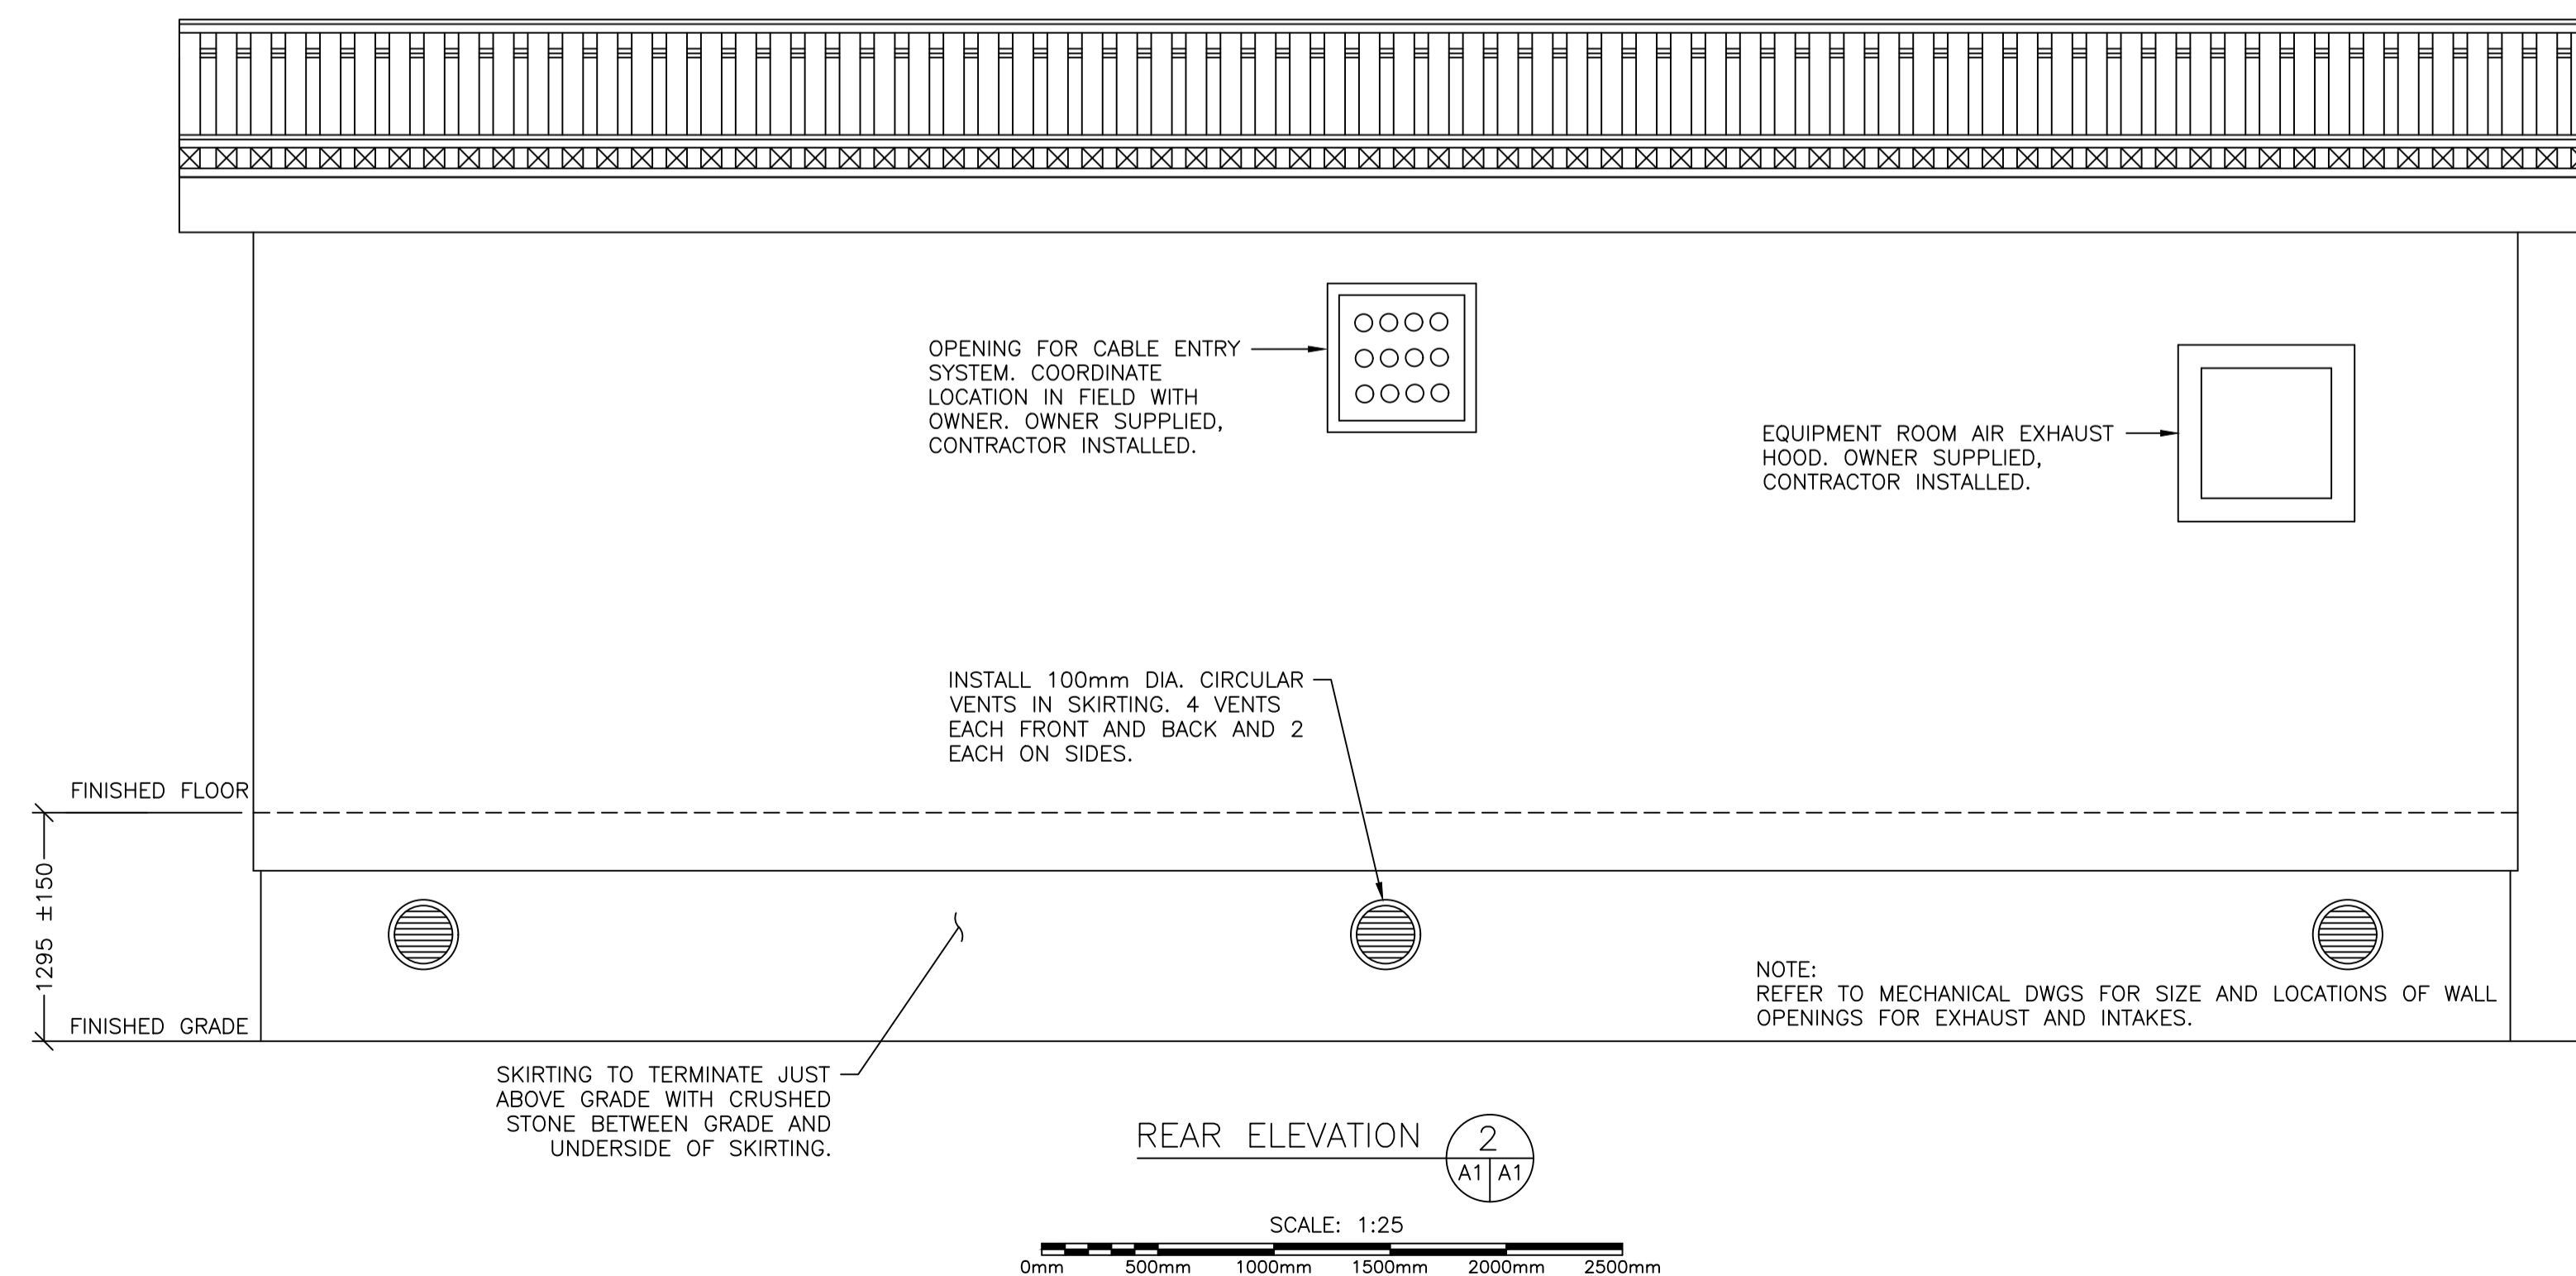 OPENING FOR CABLE ENTRY
SYSTEM. COORDINATE
LOCATION IN FIELD WITH
OWNER. OWNER SUPPLIED,
CONTRACTOR INSTALLED.
EQUIPMENT ROOM AIR EXHAUST
HOOD. OWNER SUPPLIED,
CONTRACTOR INSTALLED.
INSTALL 100mm DIA. CIRCULAR
VENTS IN SKIRTING. 4 VENTS
EACH FRONT AND BACK AND 2
EACH ON SIDES.
FINISHED FLOOR
1295 ±150
FINISHED GRADE
NOTE:
REFER TO MECHANICAL DWGS FOR SIZE AND LOCATIONS OF WALL
OPENINGS FOR EXHAUST AND INTAKES.
SKIRTING TO TERMINATE JUST
ABOVE GRADE WITH CRUSHED
STONE BETWEEN GRADE AND
UNDERSIDE OF SKIRTING.
REAR ELEVATION
2
A1 A1
SCALE: 1:25
0mm 500mm 1000mm 1500mm 2000mm 2500mm